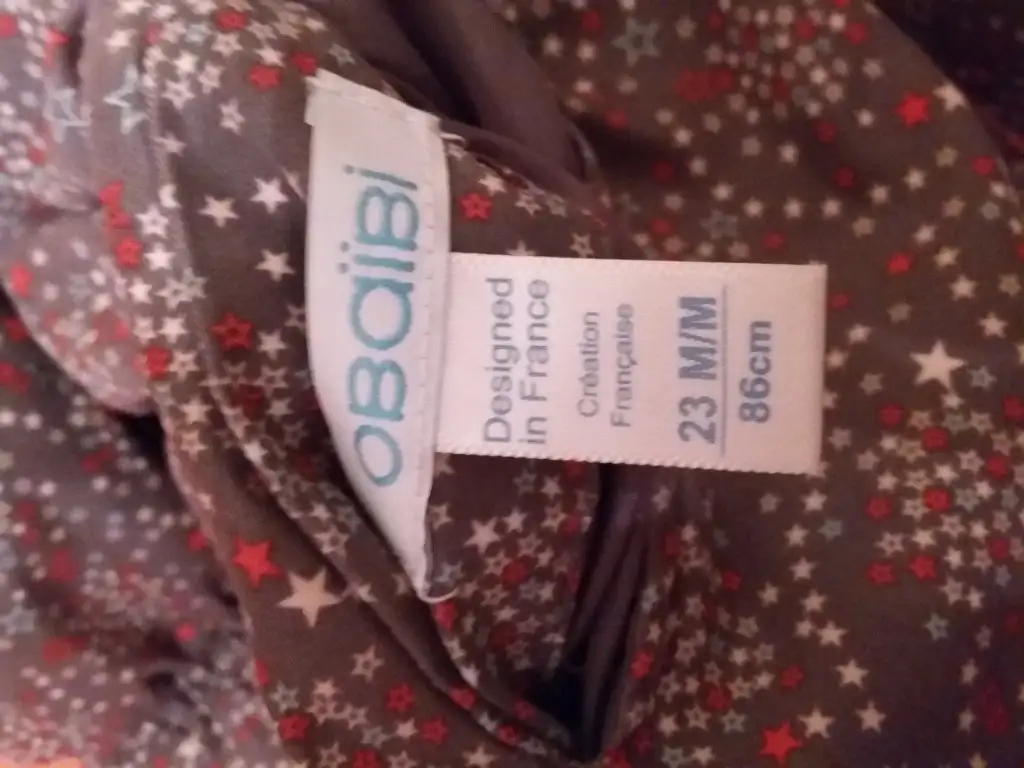 OBAÏBI
Designed
in France
Création
Française
23 M/M
86cm